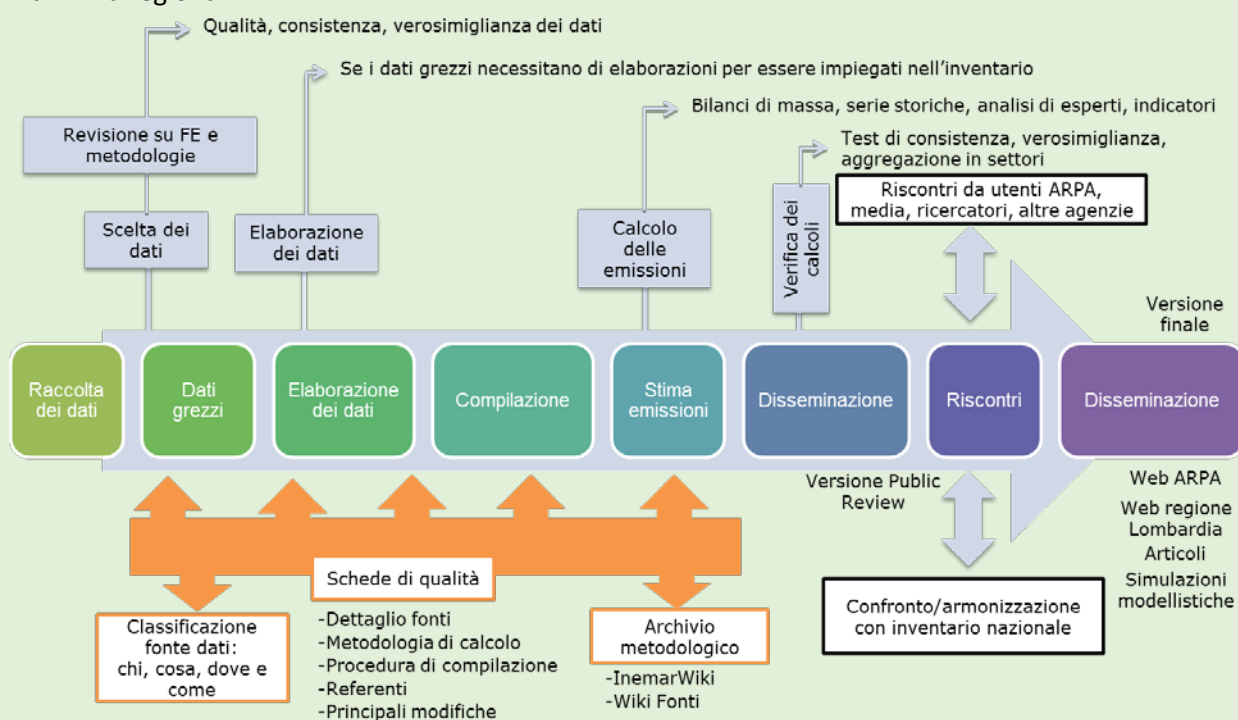 Qualità, consistenza, verosimiglianza dei dati
Se i dati grezzi necessitano di elaborazioni per essere impiegati nell'inventario
Bilanci di massa, serie storiche, analisi di esperti, indicatori
Revisione su FE e
metodologie
Test di consistenza, verosimiglianza,
aggregazione in settori
Riscontri da utenti ARPA,
media, ricercatori, altre agenzie
Scelta dei
dati
Elaborazione
dei dati
Calcolo
delle
emissioni
Verifica dei
calcoli
Versione
finale
Raccolta
dei dati
Dati
grezzi
Elaborazione
dei dati
Compilazione
Stima
emissioni
Disseminazione
Riscontri
Disseminazione
Versione Public
Review
Web ARPA
Web regione
Lombardia
Articoli
Simulazioni
modellistiche
Schede di qualità
-Dettaglio fonti
-Metodologia di calcolo
-Procedura di compilazione
-Referenti
-Principali modifiche
Classificazione
fonte dati:
chi, cosa, dove e
come
Archivio
metodologico
-InemarWiki
-Wiki Fonti
Confronto/armonizzazione
con inventario nazionale